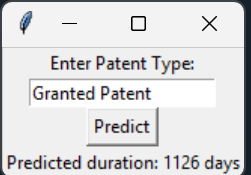 Enter Patent Type:
Granted Patent
Predict
Predicted duration: 1126 days